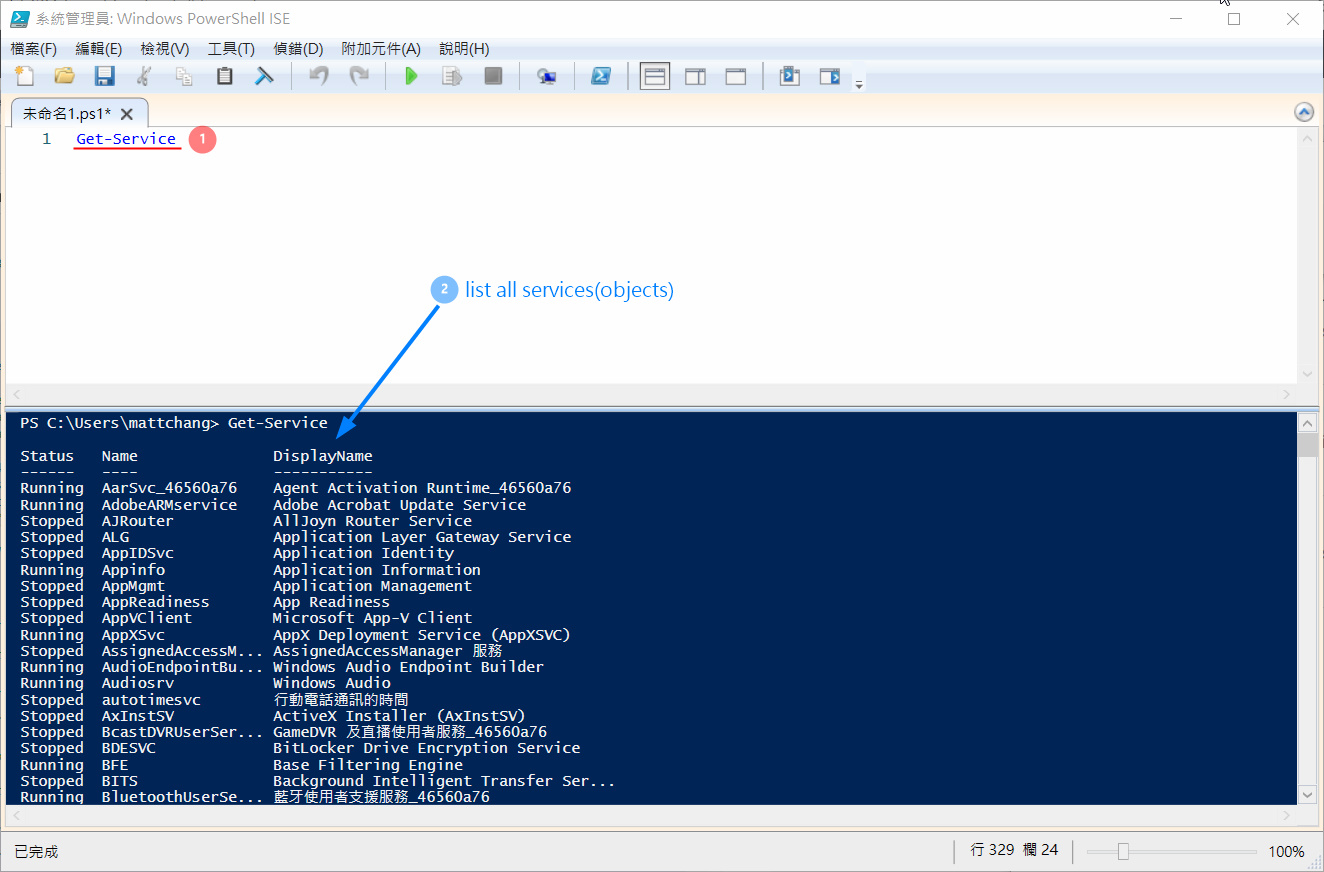 系統管理員: Windows PowerShell ISE
檔案(F) 編輯(E) 檢視(V) 工具(T) 偵錯(D) 附加元件(A) 說明(H)
未命名1.ps1*
1 Get-Service 1
2 list all services(objects)
PS C:\Users\mattchang> Get-Service
Status Name DisplayName
------ ---- -----------
Running AarSvc_46560a76 Agent Activation Runtime_46560a76
Running AdobeARMservice Adobe Acrobat Update Service
Stopped AJRouter AllJoyn Router Service
Stopped ALG Application Layer Gateway Service
Stopped AppIDSvc Application Identity
Running Appinfo Application Information
Stopped AppMgmt Application Management
Stopped AppReadiness App Readiness
Stopped AppVClient Microsoft App-V Client
Running AppXSvc AppX Deployment Service (AppXSVC)
Stopped AssignedAccessM... AssignedAccessManager 服務
Running AudioEndpointBu... Windows Audio Endpoint Builder
Running Audiosrv Windows Audio
Stopped autotimesvc 行動電話通訊的時間
Stopped AxInstSV ActiveX Installer (AxInstSV)
Stopped BcastDVRUserSer... GameDVR 及直播使用者服務_46560a76
Stopped BDESVC BitLocker Drive Encryption Service
Running BFE Base Filtering Engine
Stopped BITS Background Intelligent Transfer Ser...
Running BluetoothUserSe... 藍牙使用者支援服務_46560a76
已完成 行 329 欄 24 100%